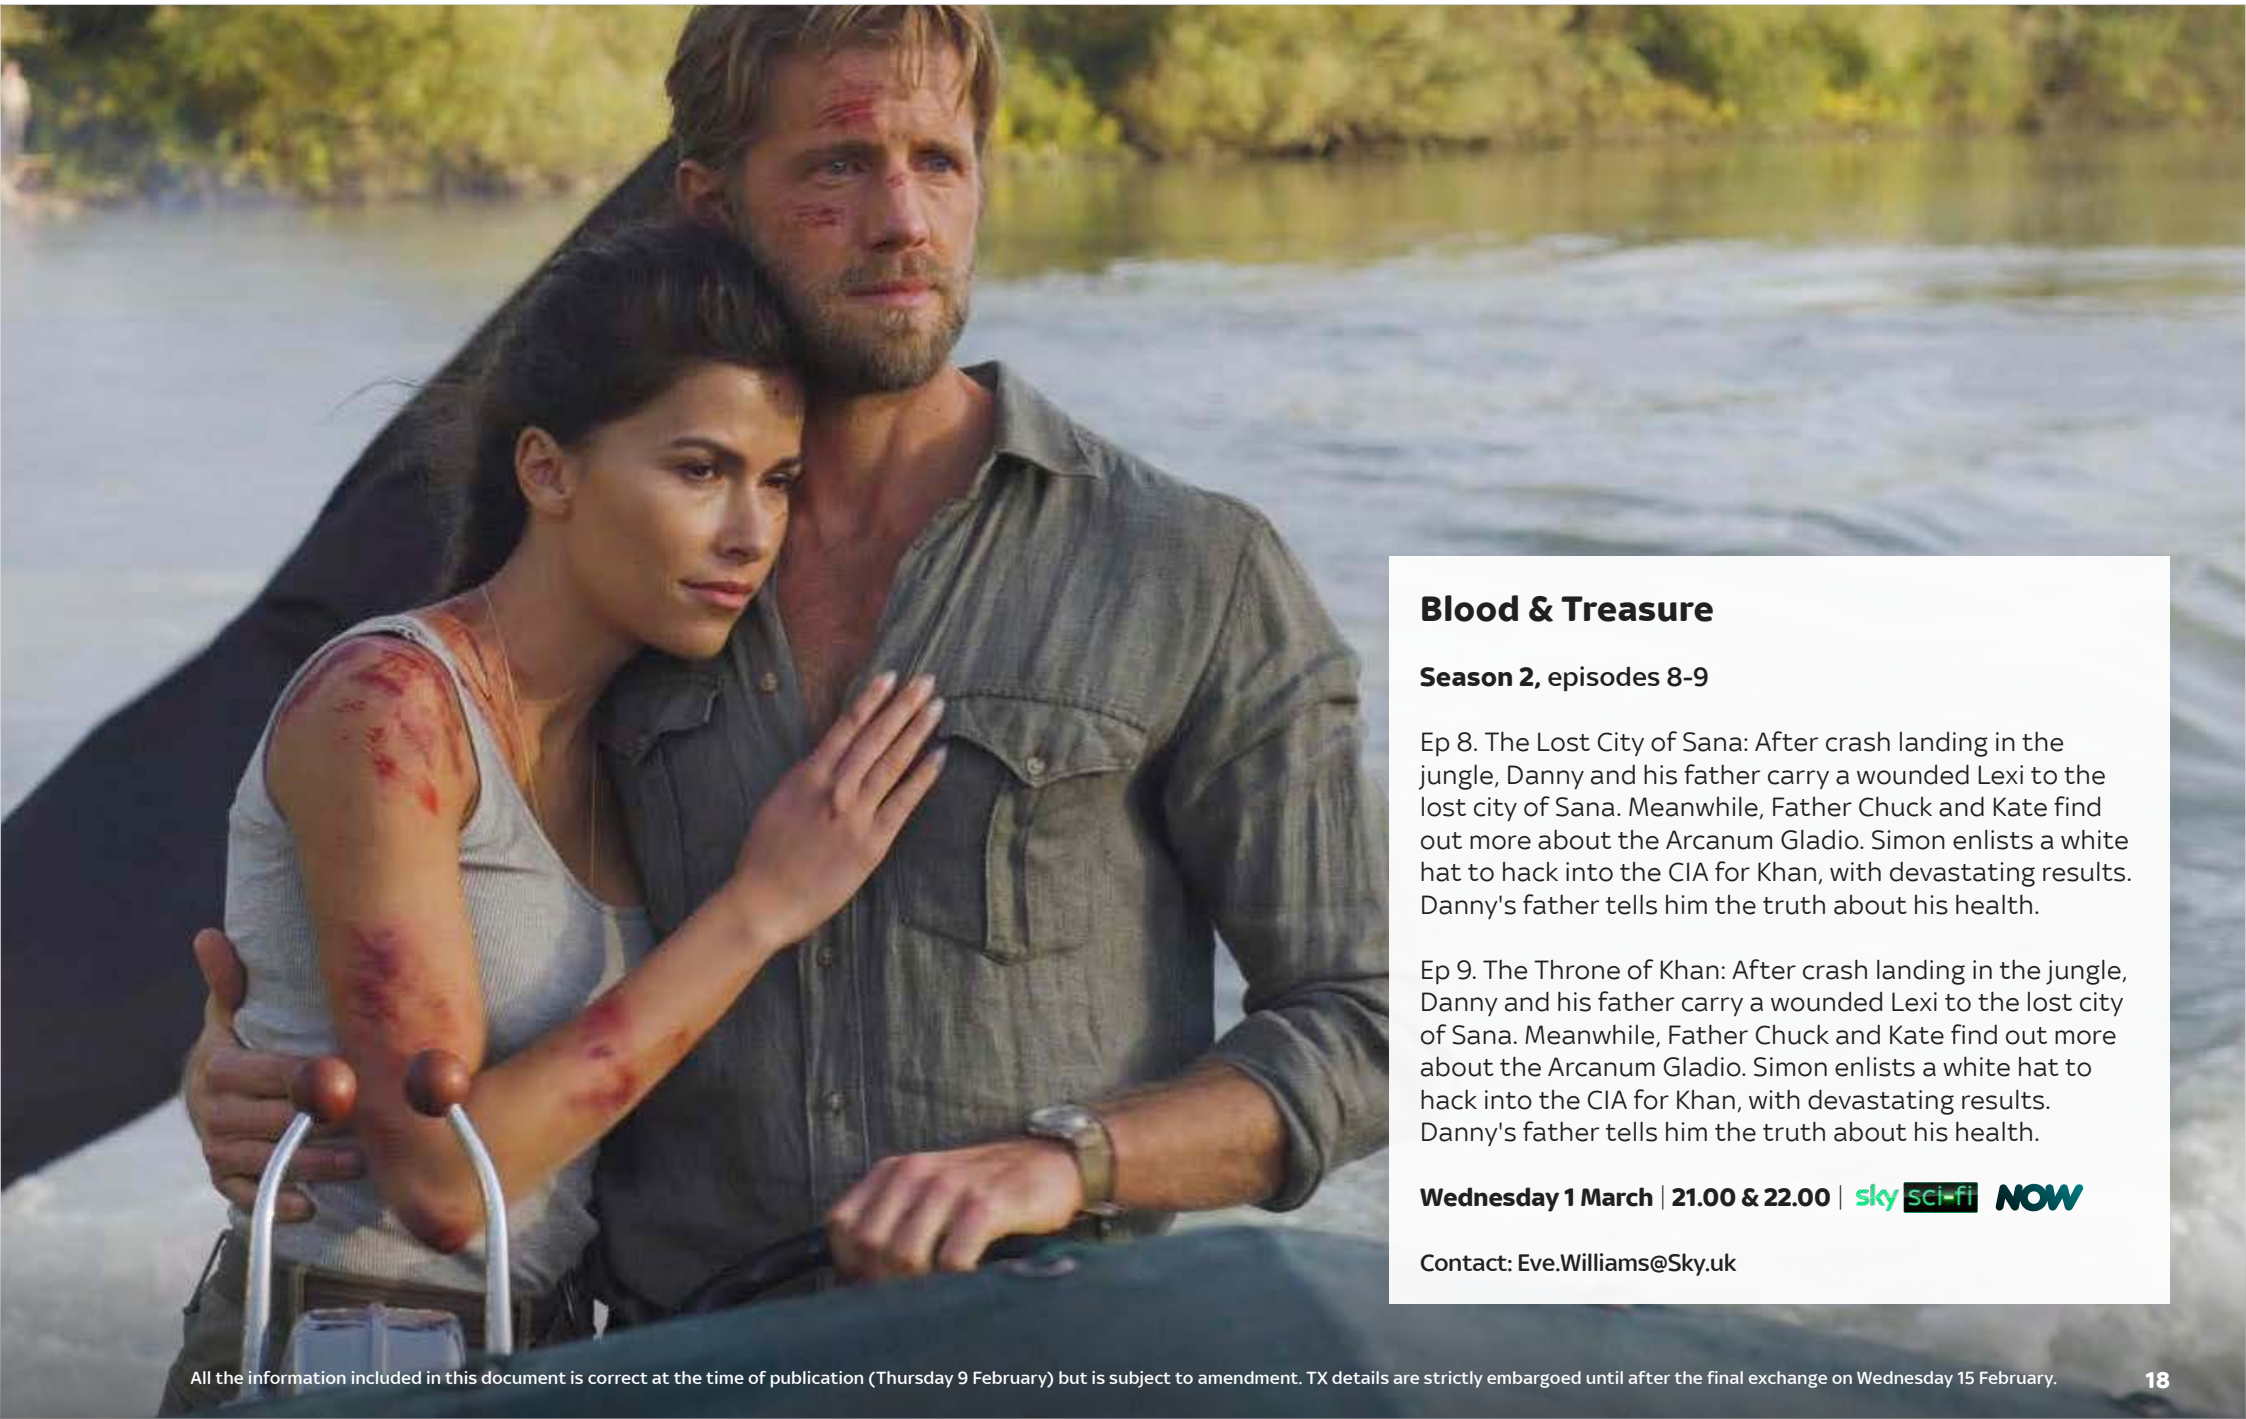 Blood & Treasure
Season 2, episodes 8-9
Ep 8. The Lost City of Sana: After crash landing in the
jungle, Danny and his father carry a wounded Lexi to the
lost city of Sana. Meanwhile, Father Chuck and Kate find
out more about the Arcanum Gladio. Simon enlists a white
hat to hack into the CIA for Khan, with devastating results.
Danny's father tells him the truth about his health.
Ep 9. The Throne of Khan: After crash landing in the jungle,
Danny and his father carry a wounded Lexi to the lost city
of Sana. Meanwhile, Father Chuck and Kate find out more
about the Arcanum Gladio. Simon enlists a white hat to
hack into the CIA for Khan, with devastating results.
Danny's father tells him the truth about his health.
Wednesday 1 March | 21.00 & 22.00 | sky sci-fi NOW
Contact: Eve.Williams@Sky.uk
All the information included in this document is correct at the time of publication (Thursday 9 February) but is subject to amendment. TX details are strictly embargoed until after the final exchange on Wednesday 15 February. 18